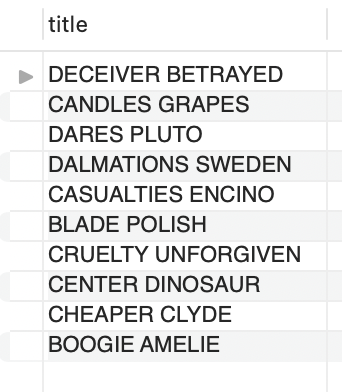 title
DECEIVER BETRAYED
CANDLES GRAPES
DARES PLUTO
DALMATIONS SWEDEN
CASUALTIES ENCINO
BLADE POLISH
CRUELTY UNFORGIVEN
CENTER DINOSAUR
CHEAPER CLYDE
BOOGIE AMELIE